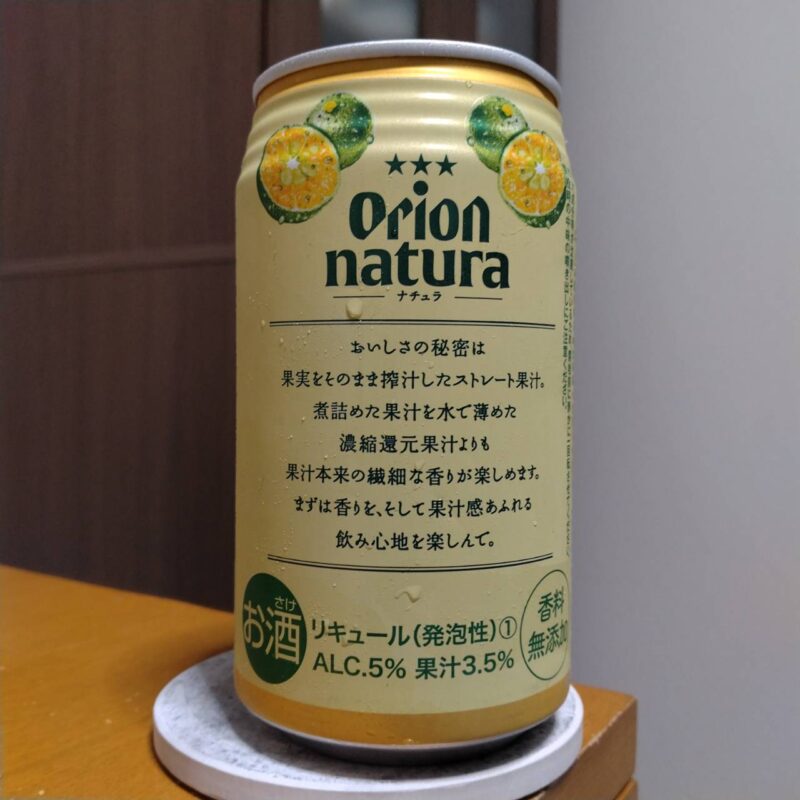 Orion
natura
ナチュラ
おいしさの秘密は
果実をそのまま搾汁したストレート果汁。
煮詰めた果汁を水で薄めた
濃縮還元果汁よりも
果汁本来の繊細な香りが楽しめます。
まずは香りを、そして果汁感あふれる
飲み心地を楽しんで。
さけ
お酒
リキュール(発泡性)①
ALC.5% 果汁3.5%
香料
無添加